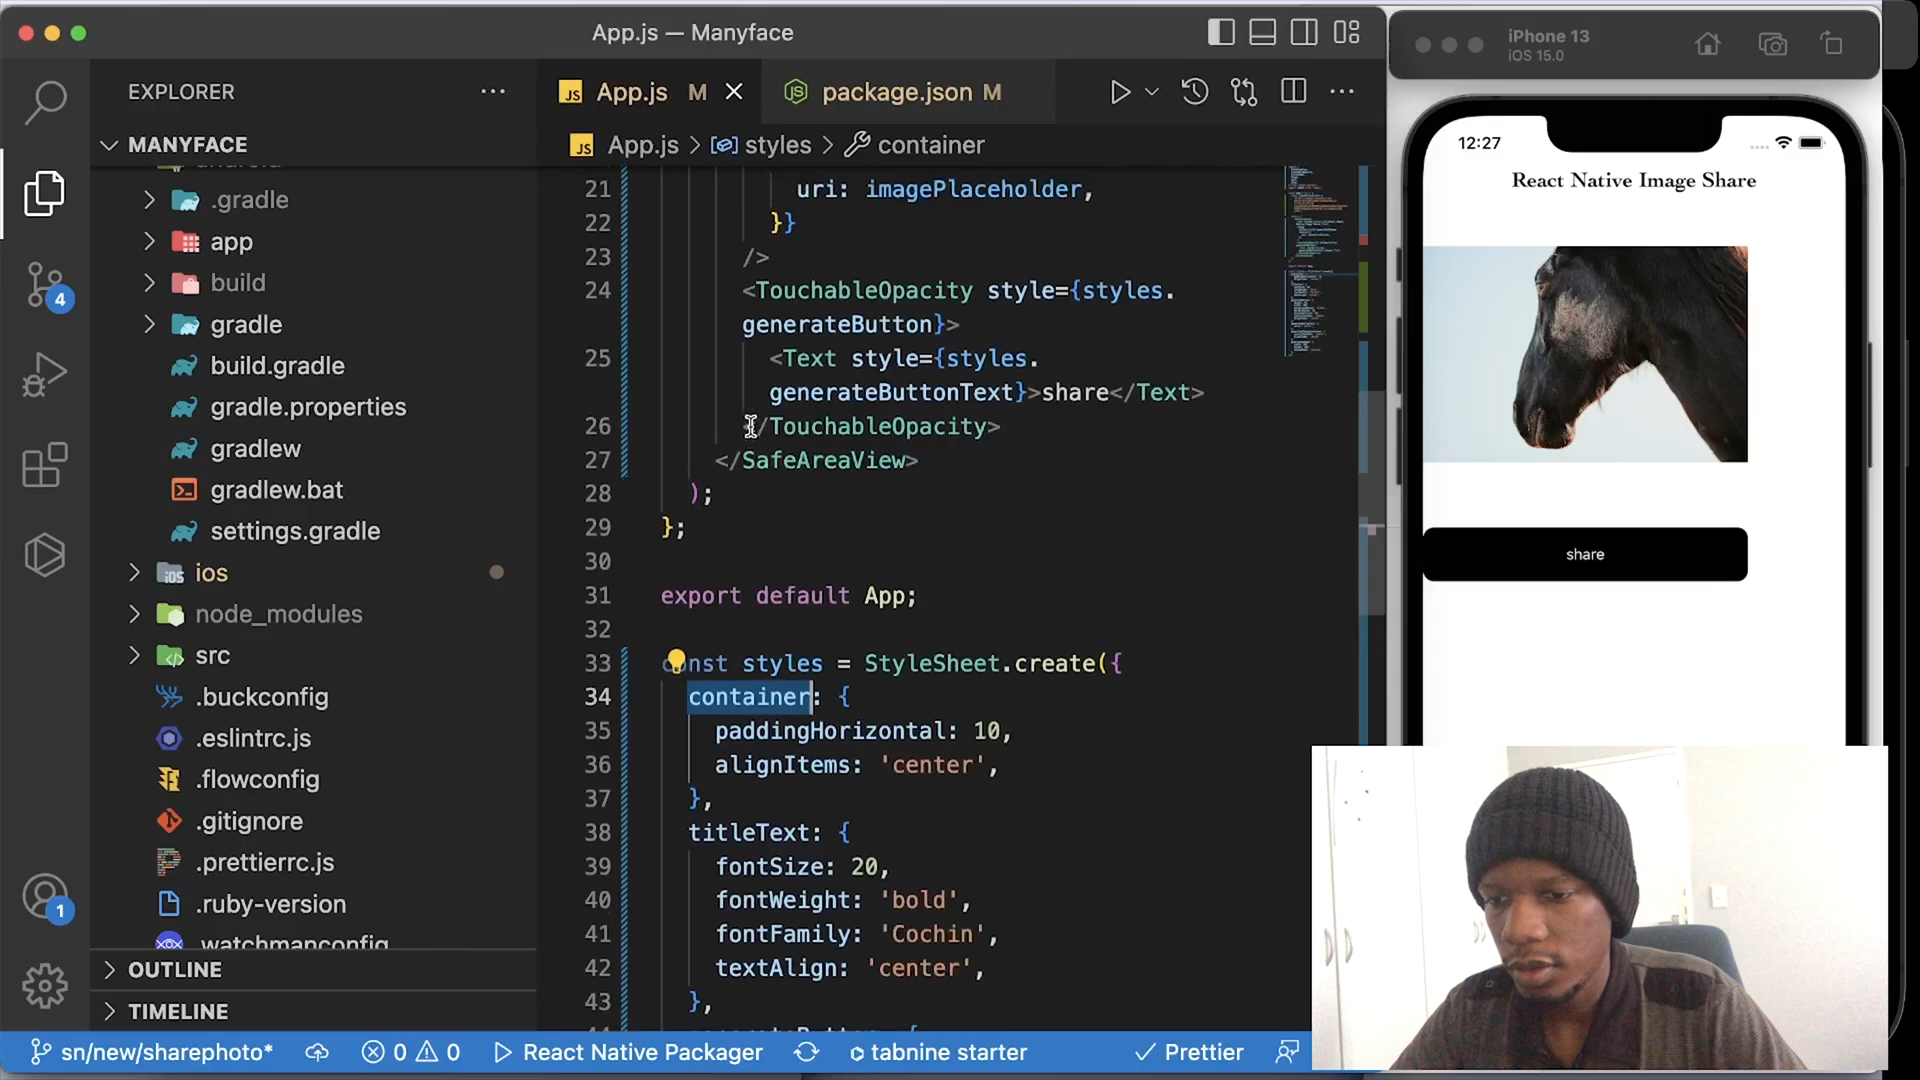 App.js — Manyface
EXPLORER
MANYFACE
.gradle
app
build
gradle
build.gradle
gradle.properties
gradlew
gradlew.bat
settings.gradle
ios
node_modules
src
.buckconfig
.eslintrc.js
.flowconfig
.gitignore
.prettierrc.js
.ruby-version
.watchmanconfig
OUTLINE
TIMELINE
4
1
JS App.js M
package.json M
JS App.js > styles > container
21 uri: imagePlaceholder,
22 }}
23 />
24 <TouchableOpacity style={styles.
generateButton}>
25 <Text style={styles.
generateButtonText}>share</Text>
26 </TouchableOpacity>
27 </SafeAreaView>
28 );
29 };
30
31 export default App;
32
33 const styles = StyleSheet.create({
34 container: {
35 paddingHorizontal: 10,
36 alignItems: 'center',
37 },
38 titleText: {
39 fontSize: 20,
40 fontWeight: 'bold',
41 fontFamily: 'Cochin',
42 textAlign: 'center',
43 },
sn/new/sharephoto* 0 0 React Native Packager tabnine starter Prettier
iPhone 13
iOS 15.0
12:27
React Native Image Share
share